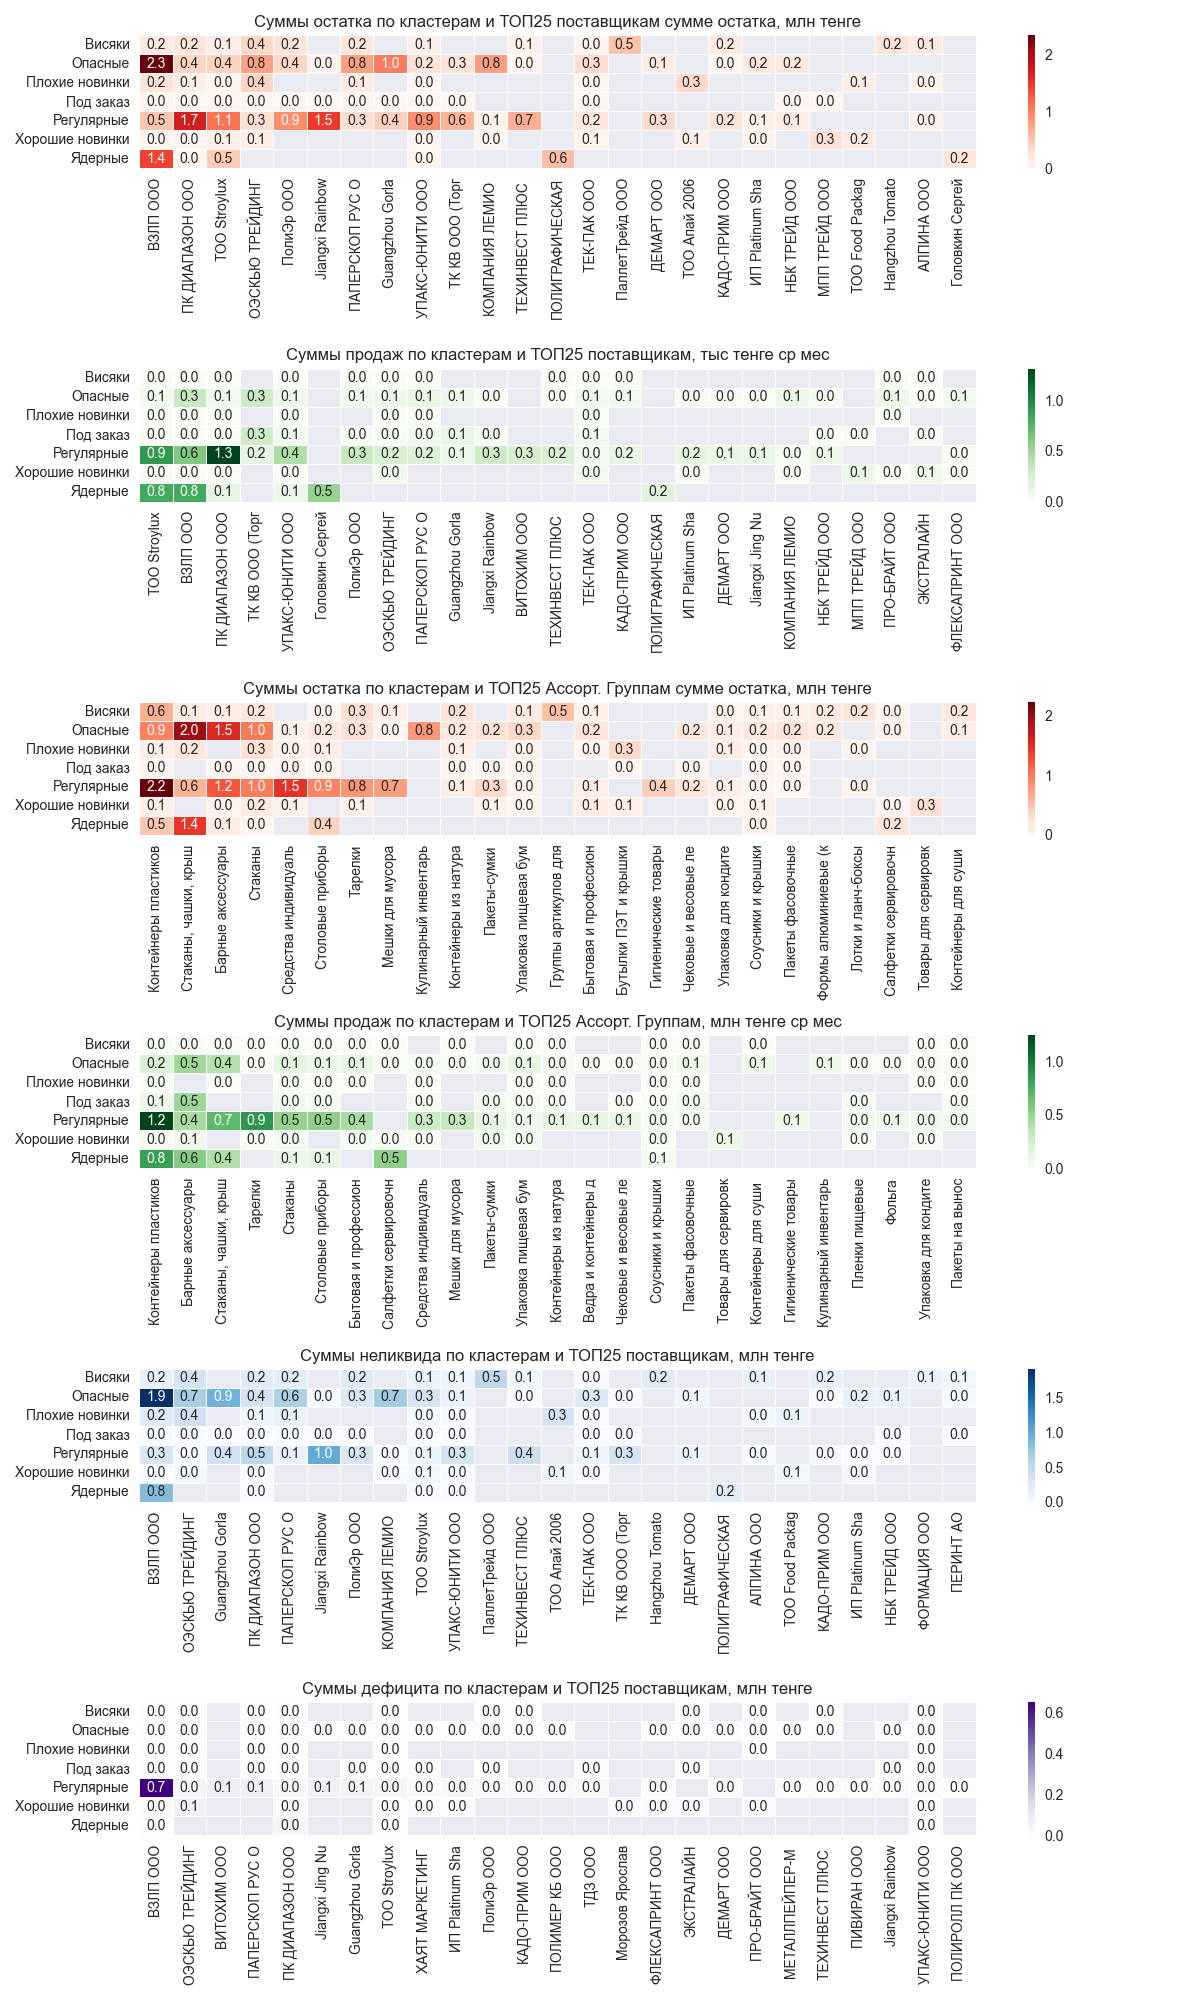 Суммы остатка по кластерам и ТОП25 поставщикам сумме остатка, млн тенге
Висяки 0.2 0.2 0.1 0.4 0.2 0.2 0.1 0.1 0.0 0.5 0.2 0.2 0.1
Опасные 2.3 0.4 0.4 0.8 0.4 0.0 0.8 1.0 0.2 0.3 0.8 0.0 0.3 0.1 0.0 0.2 0.2
Плохие новинки 0.2 0.1 0.0 0.4 0.1 0.0 0.0 0.3 0.1 0.0
Под заказ 0.0 0.0 0.0 0.0 0.0 0.0 0.0 0.0 0.0 0.0 0.0 0.0 0.0
Регулярные 0.5 1.7 1.1 0.3 0.9 1.5 0.3 0.4 0.9 0.6 0.1 0.7 0.2 0.3 0.2 0.1 0.1 0.0
Хорошие новинки 0.0 0.0 0.1 0.1 0.0 0.0 0.1 0.1 0.0 0.3 0.2
Ядерные 1.4 0.0 0.5 0.0 0.6 0.2
2
1
0
ВЗЛП ООО
ПК ДИАПАЗОН ООО
ТОО Stroylux
ОЭСКЬЮ ТРЕЙДИНГ
ПолиЭр ООО
Jiangxi Rainbow
ПАПЕРСКОП РУС О
Guangzhou Gorla
УПАКС-ЮНИТИ ООО
ТК КВ ООО (Торг
КОМПАНИЯ ЛЕМИО
ТЕХИНВЕСТ ПЛЮС
ПОЛИГРАФИЧЕСКАЯ
ТЕК-ПАК ООО
ПаллетТрейд ООО
ДЕМАРТ ООО
ТОО Апай 2006
КАДО-ПРИМ ООО
ИП Platinum Sha
НБК ТРЕЙД ООО
МПП ТРЕЙД ООО
ТОО Food Packag
Hangzhou Tomato
АЛПИНА ООО
Головкин Сергей
Суммы продаж по кластерам и ТОП25 поставщикам, тыс тенге ср мес
Висяки 0.0 0.0 0.0 0.0 0.0 0.0 0.0 0.0 0.0 0.0 0.0 0.0
Опасные 0.1 0.3 0.1 0.3 0.1 0.1 0.1 0.1 0.1 0.0 0.0 0.1 0.1 0.0 0.0 0.0 0.1 0.0 0.1 0.0 0.1
Плохие новинки 0.0 0.0 0.0 0.0 0.0 0.0 0.0 0.0
Под заказ 0.0 0.0 0.0 0.3 0.1 0.0 0.0 0.0 0.1 0.0 0.1 0.0 0.0 0.0
Регулярные 0.9 0.6 1.3 0.2 0.4 0.3 0.2 0.2 0.1 0.3 0.3 0.2 0.0 0.2 0.2 0.1 0.1 0.0 0.1 0.0
Хорошие новинки 0.0 0.0 0.0 0.0 0.0 0.0 0.0 0.0 0.0 0.1 0.0 0.1 0.0
Ядерные 0.8 0.8 0.1 0.1 0.5 0.2
1.0
0.5
0.0
ТОО Stroylux
ВЗЛП ООО
ПК ДИАПАЗОН ООО
ТК КВ ООО (Торг
УПАКС-ЮНИТИ ООО
Головкин Сергей
ПолиЭр ООО
ОЭСКЬЮ ТРЕЙДИНГ
ПАПЕРСКОП РУС О
Guangzhou Gorla
Jiangxi Rainbow
ВИТОХИМ ООО
ТЕХИНВЕСТ ПЛЮС
ТЕК-ПАК ООО
КАДО-ПРИМ ООО
ПОЛИГРАФИЧЕСКАЯ
ИП Platinum Sha
ДЕМАРТ ООО
Jiangxi Jing Nu
КОМПАНИЯ ЛЕМИО
НБК ТРЕЙД ООО
МПП ТРЕЙД ООО
ПРО-БРАЙТ ООО
ЭКСТРАЛАЙН
ФЛЕКСАПРИНТ ООО
Суммы остатка по кластерам и ТОП25 Ассорт. Группам сумме остатка, млн тенге
Висяки 0.6 0.1 0.1 0.2 0.0 0.3 0.1 0.2 0.1 0.5 0.1 0.0 0.1 0.1 0.2 0.2 0.0 0.2
Опасные 0.9 2.0 1.5 1.0 0.1 0.2 0.3 0.0 0.8 0.2 0.2 0.3 0.2 0.2 0.1 0.2 0.2 0.2 0.0 0.1
Плохие новинки 0.1 0.2 0.3 0.0 0.1 0.1 0.0 0.0 0.3 0.1 0.0 0.0 0.0
Под заказ 0.0 0.0 0.0 0.0 0.0 0.0 0.0 0.0 0.0 0.0 0.0 0.0
Регулярные 2.2 0.6 1.2 1.0 1.5 0.9 0.8 0.7 0.1 0.3 0.0 0.1 0.4 0.2 0.1 0.0 0.0 0.0
Хорошие новинки 0.1 0.0 0.2 0.1 0.1 0.1 0.0 0.1 0.1 0.0 0.1 0.0 0.3
Ядерные 0.5 1.4 0.1 0.0 0.4 0.0 0.2
2
1
0
Контейнеры пластиков
Стаканы, чашки, крыш
Барные аксессуары
Стаканы
Средства индивидуаль
Столовые приборы
Тарелки
Мешки для мусора
Кулинарный инвентарь
Контейнеры из натура
Пакеты-сумки
Упаковка пищевая бум
Группы артикулов для
Бытовая и профессион
Бутылки ПЭТ и крышки
Гигиенические товары
Чековые и весовые ле
Упаковка для кондите
Соусники и крышки
Пакеты фасовочные
Формы алюминиевые (к
Лотки и ланч-боксы
Салфетки сервировочн
Товары для сервировк
Контейнеры для суши
Суммы продаж по кластерам и ТОП25 Ассорт. Группам, млн тенге ср мес
Висяки 0.0 0.0 0.0 0.0 0.0 0.0 0.0 0.0 0.0 0.0 0.0 0.0 0.0 0.0 0.0 0.0
Опасные 0.2 0.5 0.4 0.0 0.1 0.1 0.1 0.0 0.0 0.0 0.0 0.1 0.0 0.0 0.0 0.0 0.1 0.1 0.1 0.0 0.0 0.0 0.0
Плохие новинки 0.0 0.0 0.0 0.0 0.0 0.0 0.0 0.0 0.0 0.0 0.0 0.0
Под заказ 0.1 0.5 0.0 0.0 0.0 0.0 0.0 0.0 0.0 0.0 0.0 0.0 0.0
Регулярные 1.2 0.4 0.7 0.9 0.5 0.5 0.4 0.3 0.3 0.1 0.1 0.1 0.1 0.1 0.0 0.0 0.1 0.0 0.1 0.0 0.0
Хорошие новинки 0.0 0.1 0.0 0.0 0.0 0.0 0.0 0.0 0.0 0.0 0.0 0.1 0.0 0.0
Ядерные 0.8 0.6 0.4 0.1 0.1 0.5 0.1
1.0
0.5
0.0
Контейнеры пластиков
Барные аксессуары
Стаканы, чашки, крыш
Тарелки
Стаканы
Столовые приборы
Бытовая и профессион
Салфетки сервировочн
Средства индивидуаль
Мешки для мусора
Пакеты-сумки
Упаковка пищевая бум
Контейнеры из натура
Ведра и контейнеры д
Чековые и весовые ле
Соусники и крышки
Пакеты фасовочные
Товары для сервировк
Контейнеры для суши
Гигиенические товары
Кулинарный инвентарь
Пленки пищевые
Фольга
Упаковка для кондите
Пакеты на вынос
Суммы неликвида по кластерам и ТОП25 поставщикам, млн тенге
Висяки 0.2 0.4 0.2 0.2 0.2 0.1 0.1 0.5 0.1 0.0 0.2 0.1 0.2 0.1 0.1
Опасные 1.9 0.7 0.9 0.4 0.6 0.0 0.3 0.7 0.3 0.1 0.0 0.3 0.0 0.1 0.0 0.2 0.1
Плохие новинки 0.2 0.4 0.1 0.1 0.0 0.0 0.3 0.0 0.0 0.1
Под заказ 0.0 0.0 0.0 0.0 0.0 0.0 0.0 0.0 0.0 0.0 0.0 0.0 0.0
Регулярные 0.3 0.0 0.4 0.5 0.1 1.0 0.3 0.0 0.1 0.3 0.4 0.1 0.3 0.1 0.0 0.0 0.0 0.0
Хорошие новинки 0.0 0.0 0.0 0.0 0.1 0.0 0.1 0.0 0.1 0.0
Ядерные 0.8 0.0 0.0 0.0 0.2
1.5
1.0
0.5
0.0
ВЗЛП ООО
ОЭСКЬЮ ТРЕЙДИНГ
Guangzhou Gorla
ПК ДИАПАЗОН ООО
ПАПЕРСКОП РУС О
Jiangxi Rainbow
ПолиЭр ООО
КОМПАНИЯ ЛЕМИО
ТОО Stroylux
УПАКС-ЮНИТИ ООО
ПаллетТрейд ООО
ТЕХИНВЕСТ ПЛЮС
ТОО Апай 2006
ТЕК-ПАК ООО
ТК КВ ООО (Торг
Hangzhou Tomato
ДЕМАРТ ООО
ПОЛИГРАФИЧЕСКАЯ
АЛПИНА ООО
ТОО Food Packag
КАДО-ПРИМ ООО
ИП Platinum Sha
НБК ТРЕЙД ООО
ФОРМАЦИЯ ООО
ПЕРИНТ АО
Суммы дефицита по кластерам и ТОП25 поставщикам, млн тенге
Висяки 0.0 0.0 0.0 0.0 0.0 0.0 0.0 0.0 0.0 0.0 0.0
Опасные 0.0 0.0 0.0 0.0 0.0 0.0 0.0 0.0 0.0 0.0 0.0 0.0 0.0 0.0 0.0 0.0 0.0 0.0 0.0 0.0
Плохие новинки 0.0 0.0 0.0 0.0 0.0 0.0 0.0
Под заказ 0.0 0.0 0.0 0.0 0.0 0.0 0.0 0.0 0.0 0.0 0.0 0.0
Регулярные 0.7 0.0 0.1 0.1 0.0 0.1 0.1 0.0 0.0 0.0 0.0 0.0 0.0 0.0 0.0 0.0 0.0 0.0 0.0 0.0 0.0 0.0
Хорошие новинки 0.0 0.1 0.0 0.0 0.0 0.0 0.0 0.0 0.0 0.0 0.0
Ядерные 0.0 0.0 0.0 0.0
0.6
0.4
0.2
0.0
ВЗЛП ООО
ОЭСКЬЮ ТРЕЙДИНГ
ВИТОХИМ ООО
ПАПЕРСКОП РУС О
ПК ДИАПАЗОН ООО
Jiangxi Jing Nu
Guangzhou Gorla
ТОО Stroylux
ХАЯТ МАРКЕТИНГ
ИП Platinum Sha
ПолиЭр ООО
КАДО-ПРИМ ООО
ПОЛИМЕР КБ ООО
ТДЗ ООО
Морозов Ярослав
ФЛЕКСАПРИНТ ООО
ЭКСТРАЛАЙН
ДЕМАРТ ООО
ПРО-БРАЙТ ООО
МЕТАЛЛПЕЙПЕР-М
ТЕХИНВЕСТ ПЛЮС
ПИВИРАН ООО
Jiangxi Rainbow
УПАКС-ЮНИТИ ООО
ПОЛИРОЛЛ ПК ООО